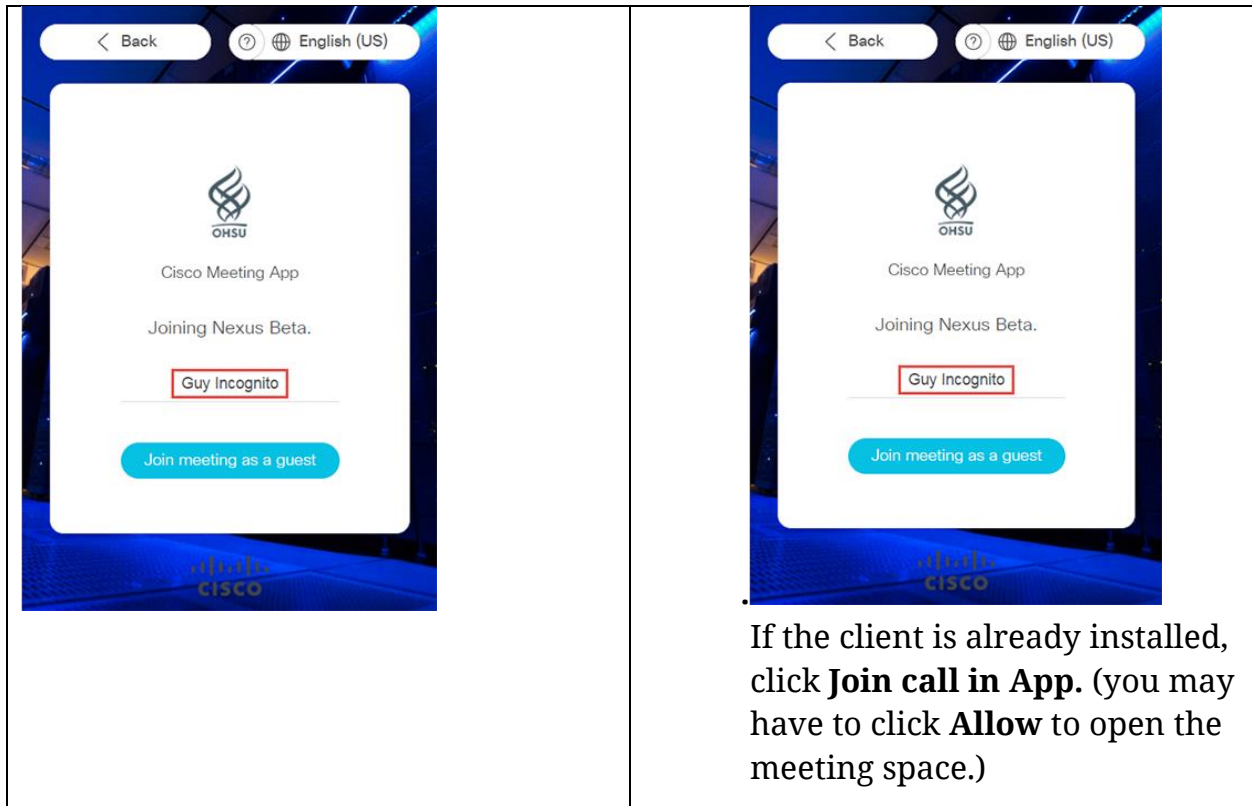 Back
English (US)
OHSU
Cisco Meeting App
Joining Nexus Beta.
Guy Incognito
Join meeting as a guest
CISCO
Back
English (US)
OHSU
Cisco Meeting App
Joining Nexus Beta.
Guy Incognito
Join meeting as a guest
CISCO
If the client is already installed,
click Join call in App. (you may
have to click Allow to open the
meeting space.)